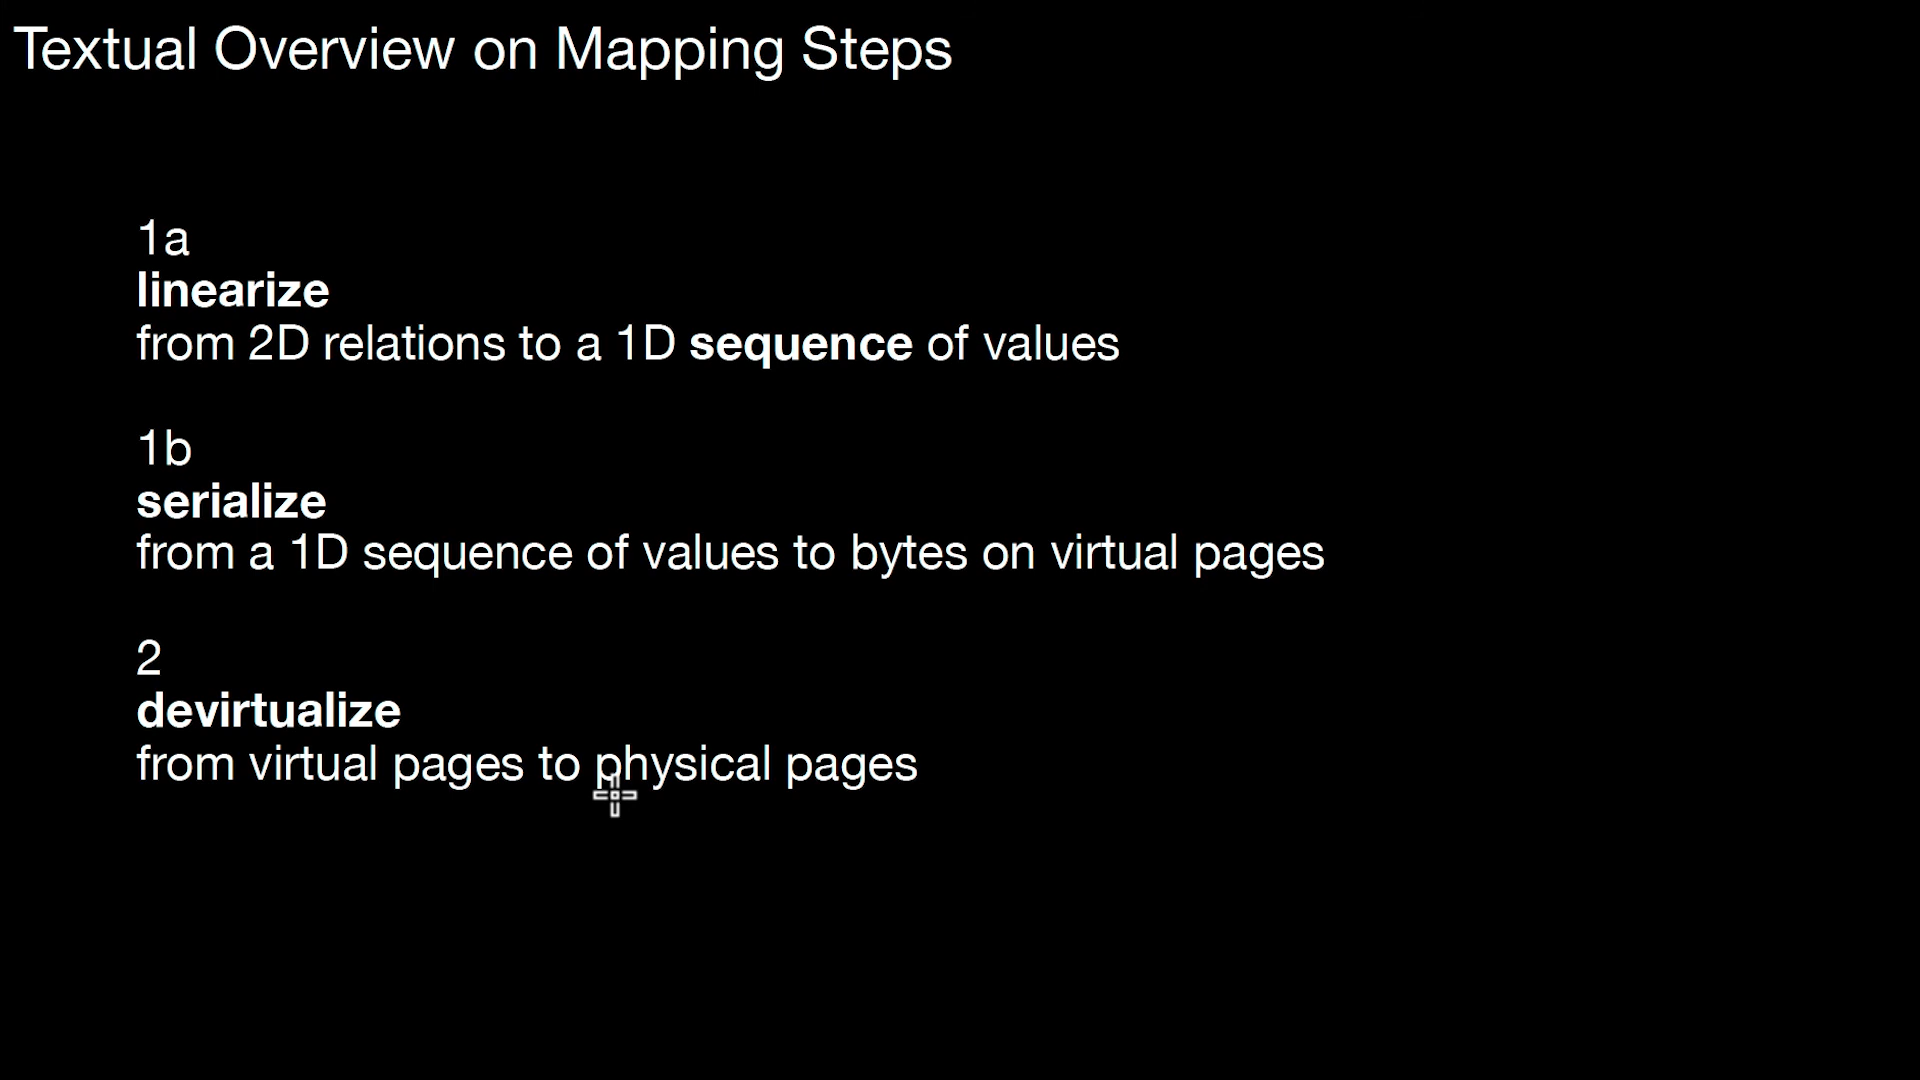 Textual Overview on Mapping Steps
1a
linearize
from 2D relations to a 1D sequence of values
1b
serialize
from a 1D sequence of values to bytes on virtual pages
2
devirtualize
from virtual pages to physical pages